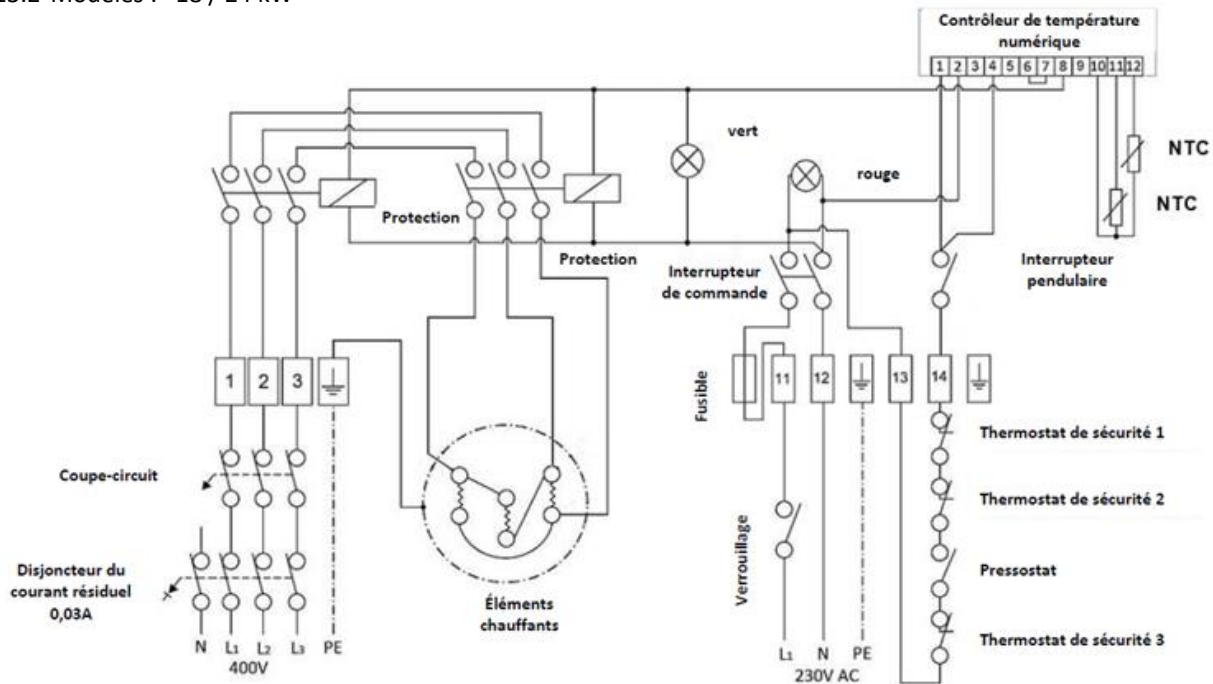 Contrôleur de température
numérique
1 2 3 4 5 6 7 8 9 10 11 12
NTC
NTC
vert
rouge
Protection
Protection
Interrupteur
de commande
Interrupteur
pendulaire
1 2 3
Fusible
11 12 13 14
Coupe-circuit
Thermostat de sécurité 1
Thermostat de sécurité 2
Verrouillage
Pressostat
Disjoncteur du
courant résiduel
0,03A
Éléments
chauffants
Thermostat de sécurité 3
N L1 L2 L3 PE
400V
L1 N PE
230V AC